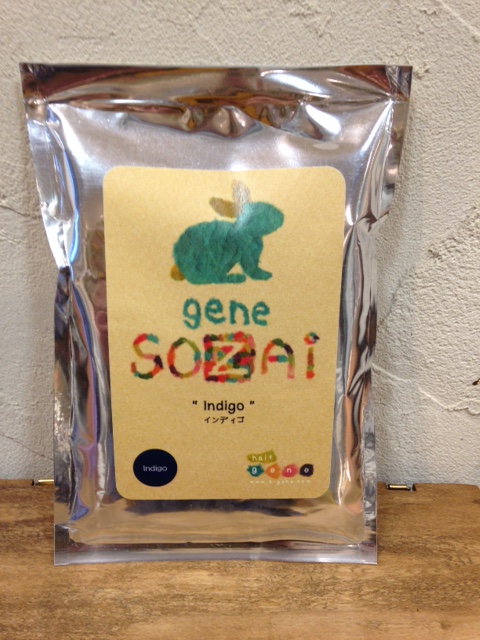 gene
SOZAi
" Indigo "
インディゴ
Indigo
hair
gene